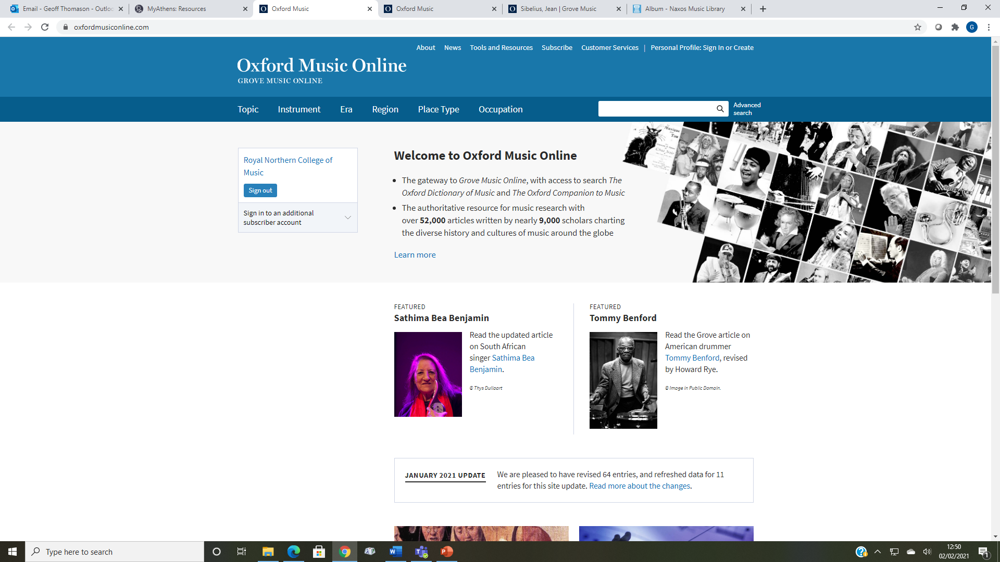 Email - Geoff Thomason - Outloo
MyAthens: Resources
Oxford Music
Oxford Music
Sibelius, Jean | Grove Music
Album - Naxos Music Library
oxfordmusiconline.com
G
About News Tools and Resources Subscribe Customer Services | Personal Profile: Sign In or Create
Oxford Music Online
GROVE MUSIC ONLINE
Topic Instrument Era Region Place Type Occupation
Advanced
search
Royal Northern College of
Music
Sign out
Sign in to an additional
subscriber account
Welcome to Oxford Music Online
• The gateway to Grove Music Online, with access to search The
Oxford Dictionary of Music and The Oxford Companion to Music
• The authoritative resource for music research with
over 52,000 articles written by nearly 9,000 scholars charting
the diverse history and cultures of music around the globe
Learn more
FEATURED
Sathima Bea Benjamin
Read the updated article
on South African
singer Sathima Bea
Benjamin.
© Thys Dullaart
FEATURED
Tommy Benford
Read the Grove article on
American drummer
Tommy Benford, revised
by Howard Rye.
© Image in Public Domain.
JANUARY 2021 UPDATE
We are pleased to have revised 64 entries, and refreshed data for 11
entries for this site update. Read more about the changes.
Type here to search
12:50
02/02/2021
1